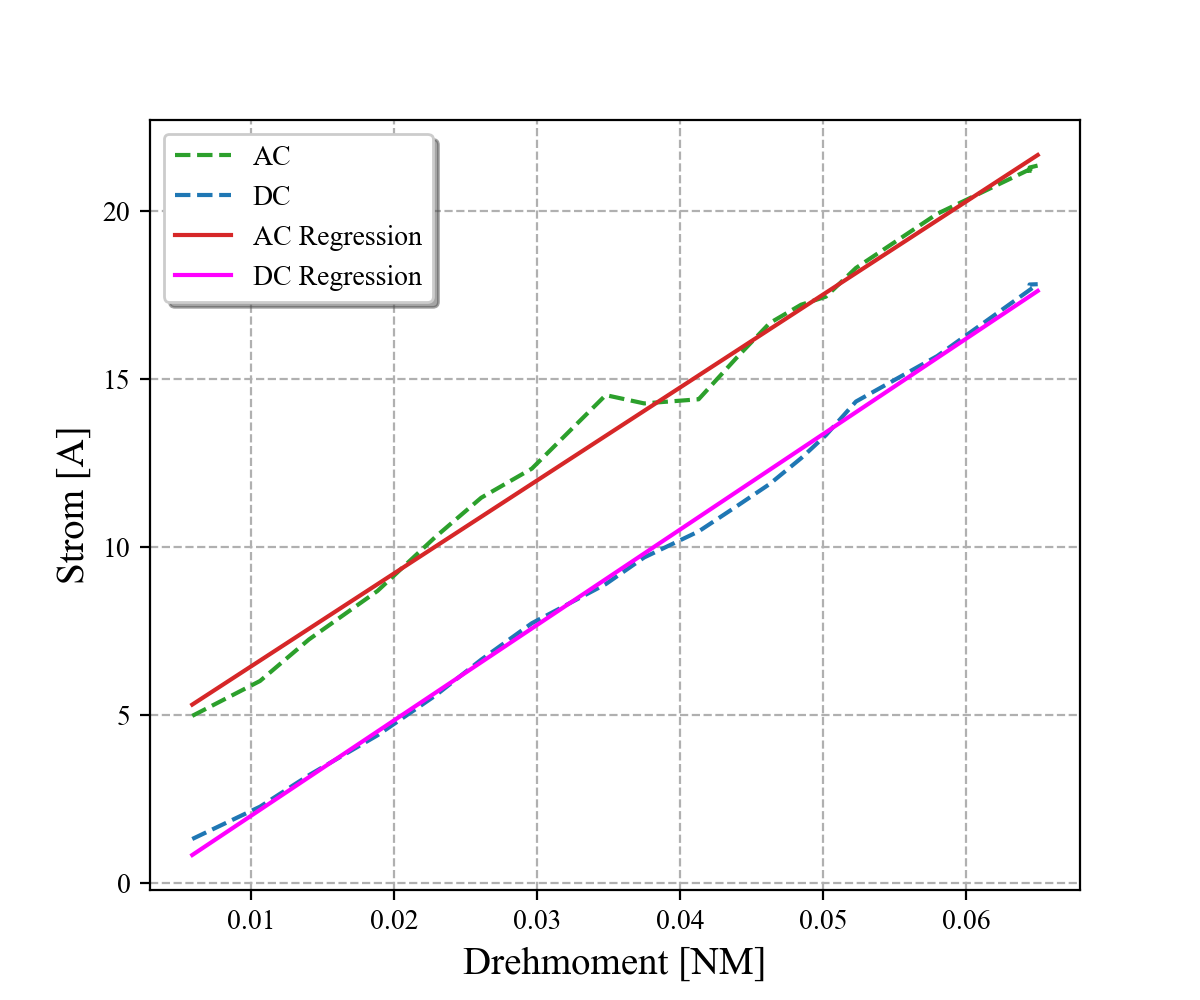 AC
DC
AC Regression
DC Regression
20
15
10
5
0
Strom [A]
0.01 0.02 0.03 0.04 0.05 0.06
Drehmoment [NM]